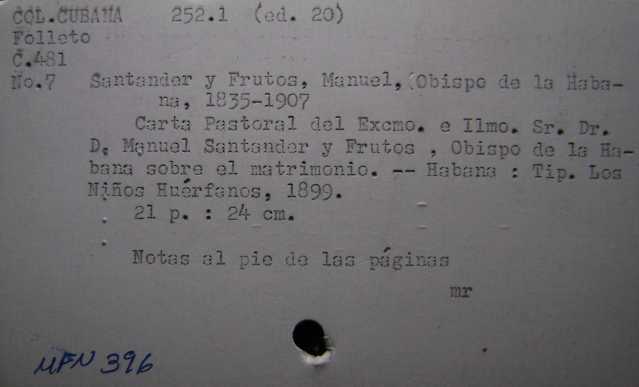 COL.CUBANA 252.1 (ed. 20)
Folleto
C.481
No.7 Santander y Frutos, Manuel, Obispo de la Haba-
na, 1835-1907
Carta Pastoral del Excmo. e Ilmo. Sr. Dr.
D. Manuel Santander y Frutos , Obispo de la Ha-
bana sobre el matrimonio. -- Habana : Tip. Los
Niños Huérfanos, 1899.
21 p. : 24 cm.
Notas al pie de las páginas
mr
MFN 396